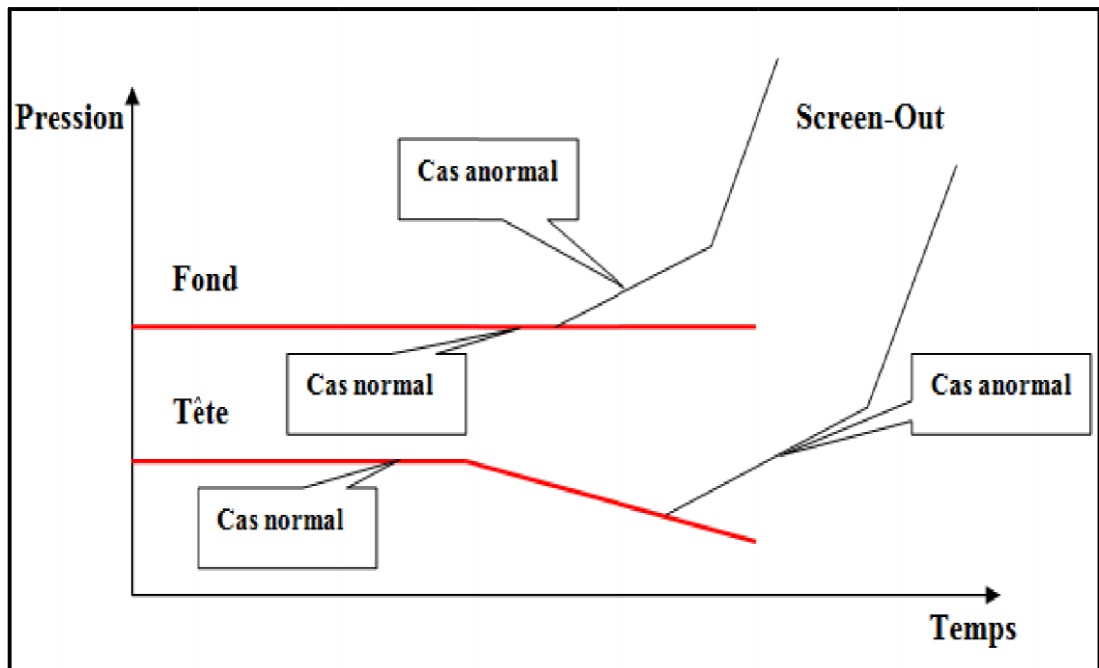 Pression
Screen-Out
Cas anormal
Fond
Cas normal
Cas anormal
Tête
Cas normal
Temps